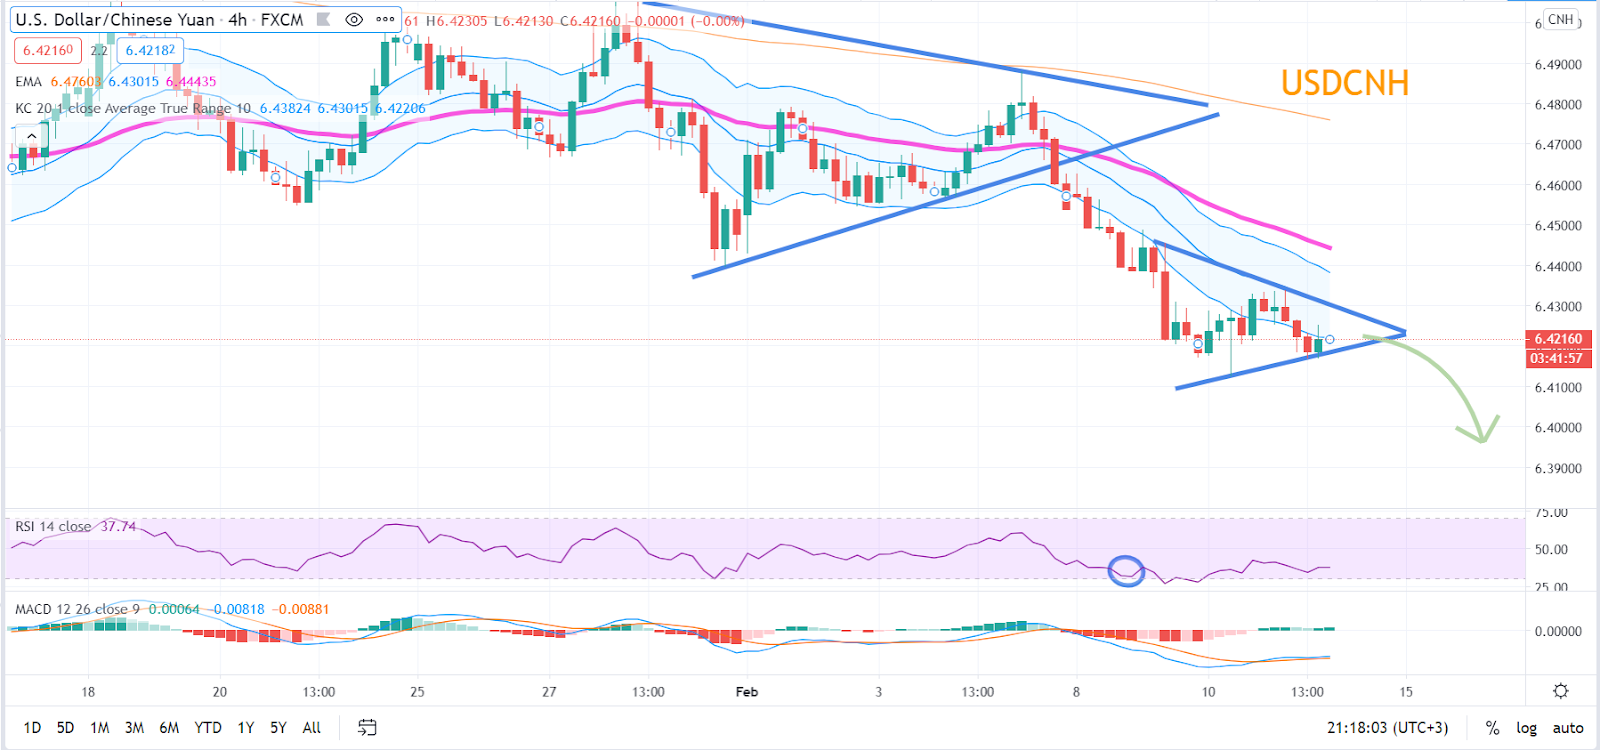 U.S. Dollar/Chinese Yuan · 4h · FXCM 61 H6.42305 L6.42130 C6.42160 −0.00001 (−0.00%)
CNH
6.42160 2.2 6.42182
EMA 6.47603 6.43015 6.44435
KC 20 1 close Average True Range 10 6.43824 6.43015 6.42206
USDCNH
6.49000
6.48000
6.47000
6.46000
6.45000
6.44000
6.43000
6.42160
03:41:57
6.41000
6.40000
6.39000
RSI 14 close 37.74
75.00
50.00
25.00
MACD 12 26 close 9 0.00064 −0.00818 −0.00881
0.00000
18 20 13:00 25 27 13:00 Feb 3 13:00 8 10 13:00 15
1D 5D 1M 3M 6M YTD 1Y 5Y All 21:18:03 (UTC+3) % log auto